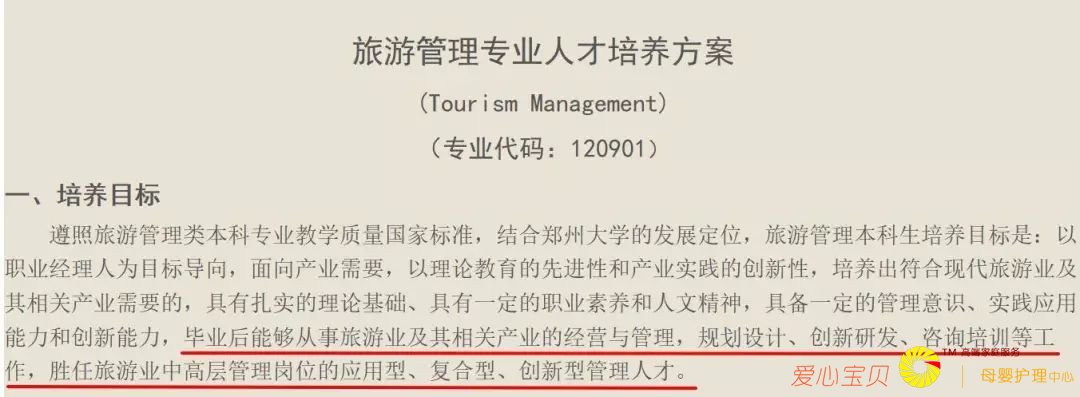 旅游管理专业人才培养方案
(Tourism Management)
（专业代码：120901）
一、培养目标
遵照旅游管理类本科专业教学质量国家标准，结合郑州大学的发展定位，旅游管理本科生培养目标是：以
职业经理人为目标导向，面向产业需要，以理论教育的先进性和产业实践的创新性，培养出符合现代旅游业及
其相关产业需要的，具有扎实的理论基础、具有一定的职业素养和人文精神，具备一定的管理意识、实践应用
能力和创新能力，毕业后能够从事旅游业及其相关产业的经营与管理，规划设计、创新研发、咨询培训等工
作，胜任旅游业中高层管理岗位的应用型、复合型、创新型管理人才。
TM 高端家庭服务
爱心宝贝 母婴护理中心